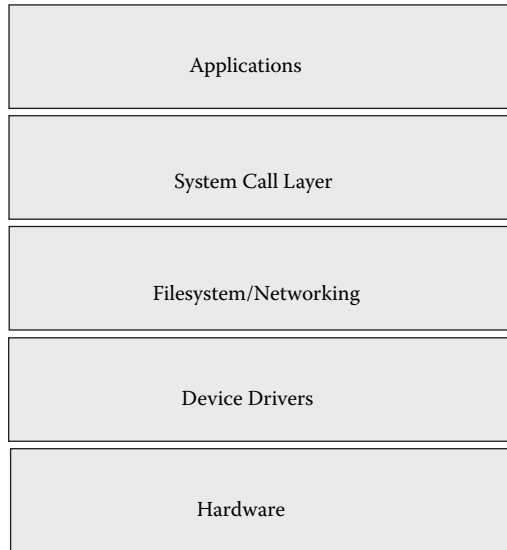 Applications
System Call Layer
Filesystem/Networking
Device Drivers
Hardware